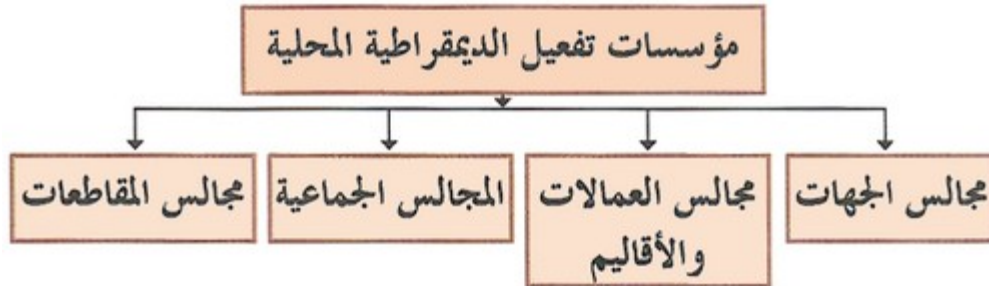 مؤسسات تفعيل الديمقراطية المحلية
مجالس الجهات
مجالس العمالات
والأقاليم
المجالس الجماعية
مجالس المقاطعات